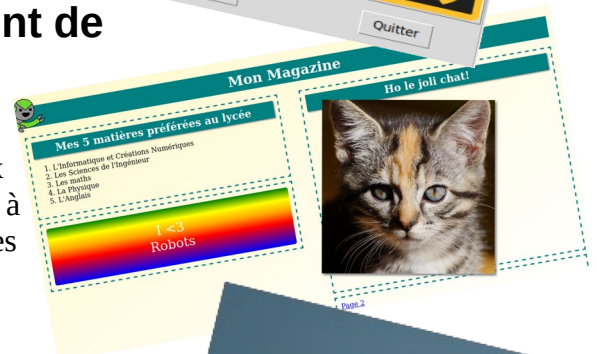 nt de
Quitter
Mon Magazine
Mes 5 matières préférées au lycée
1. L'Informatique et Créations Numériques
2. Les Sciences de l'Ingénieur
3. Les maths
4. La Physique
5. L'Anglais
I <3
Robots
Ho le joli chat!
Page 2
x
à
es